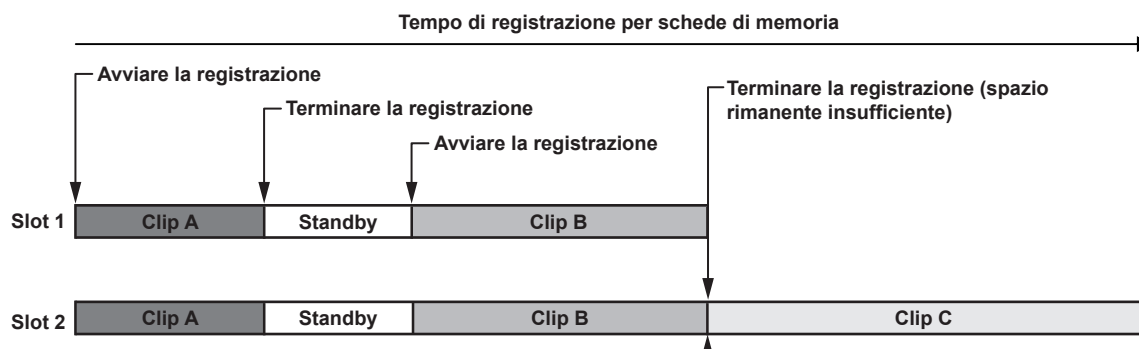 Tempo di registrazione per schede di memoria
Avviare la registrazione
Terminare la registrazione
Avviare la registrazione
Terminare la registrazione (spazio
rimanente insufficiente)
Slot 1 Clip A Standby Clip B
Slot 2 Clip A Standby Clip B Clip C